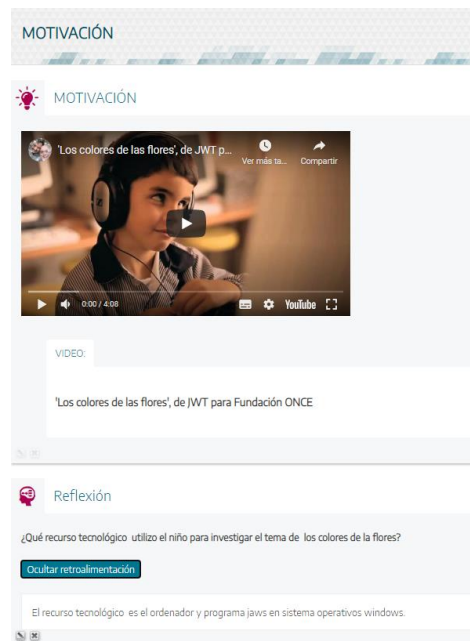 MOTIVACIÓN
MOTIVACIÓN
'Los colores de las flores', de JWT p...
Ver más ta...
Compartir
0:00 / 4:08
YouTube
VIDEO:
'Los colores de las flores', de JWT para Fundación ONCE
Reflexión
¿Qué recurso tecnológico utilizo el niño para investigar el tema de los colores de la flores?
Ocultar retroalimentación
El recurso tecnológico es el ordenador y programa jaws en sistema operativos windows.